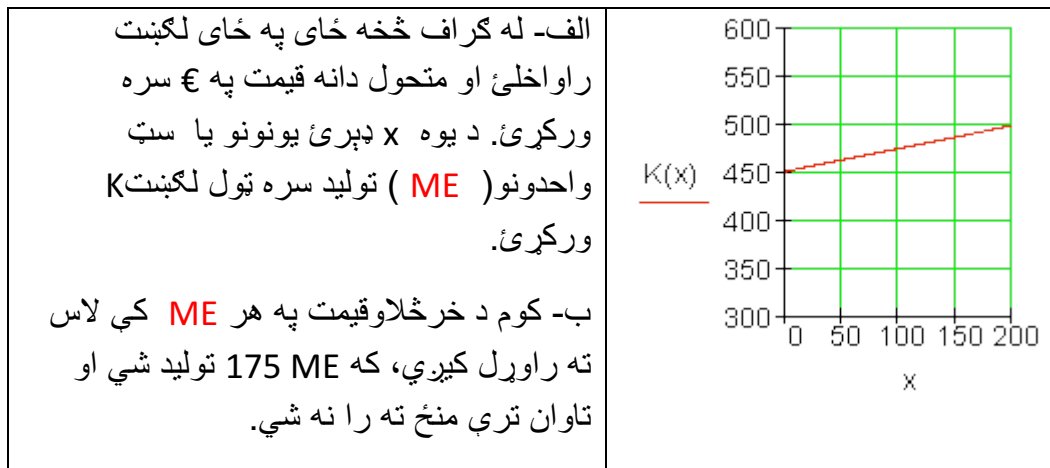 الف- له ګراف څخه ځای په ځای لګښت
راواخلئ او متحول دانه قیمت په € سره
ورکړئ. د یوه x ډېرئ یونونو یا سټ
واحدونو( ME ) تولید سره ټول لګښتK
ورکړئ.
ب- کوم د خرڅلاوقیمت په هر ME کې لاس
ته راوړل کیږي، که 175 ME تولید شي او
تاوان ترې منځ ته را نه شي.
600
550
500
450
400
350
300
K(x)
0 50 100 150 200
x